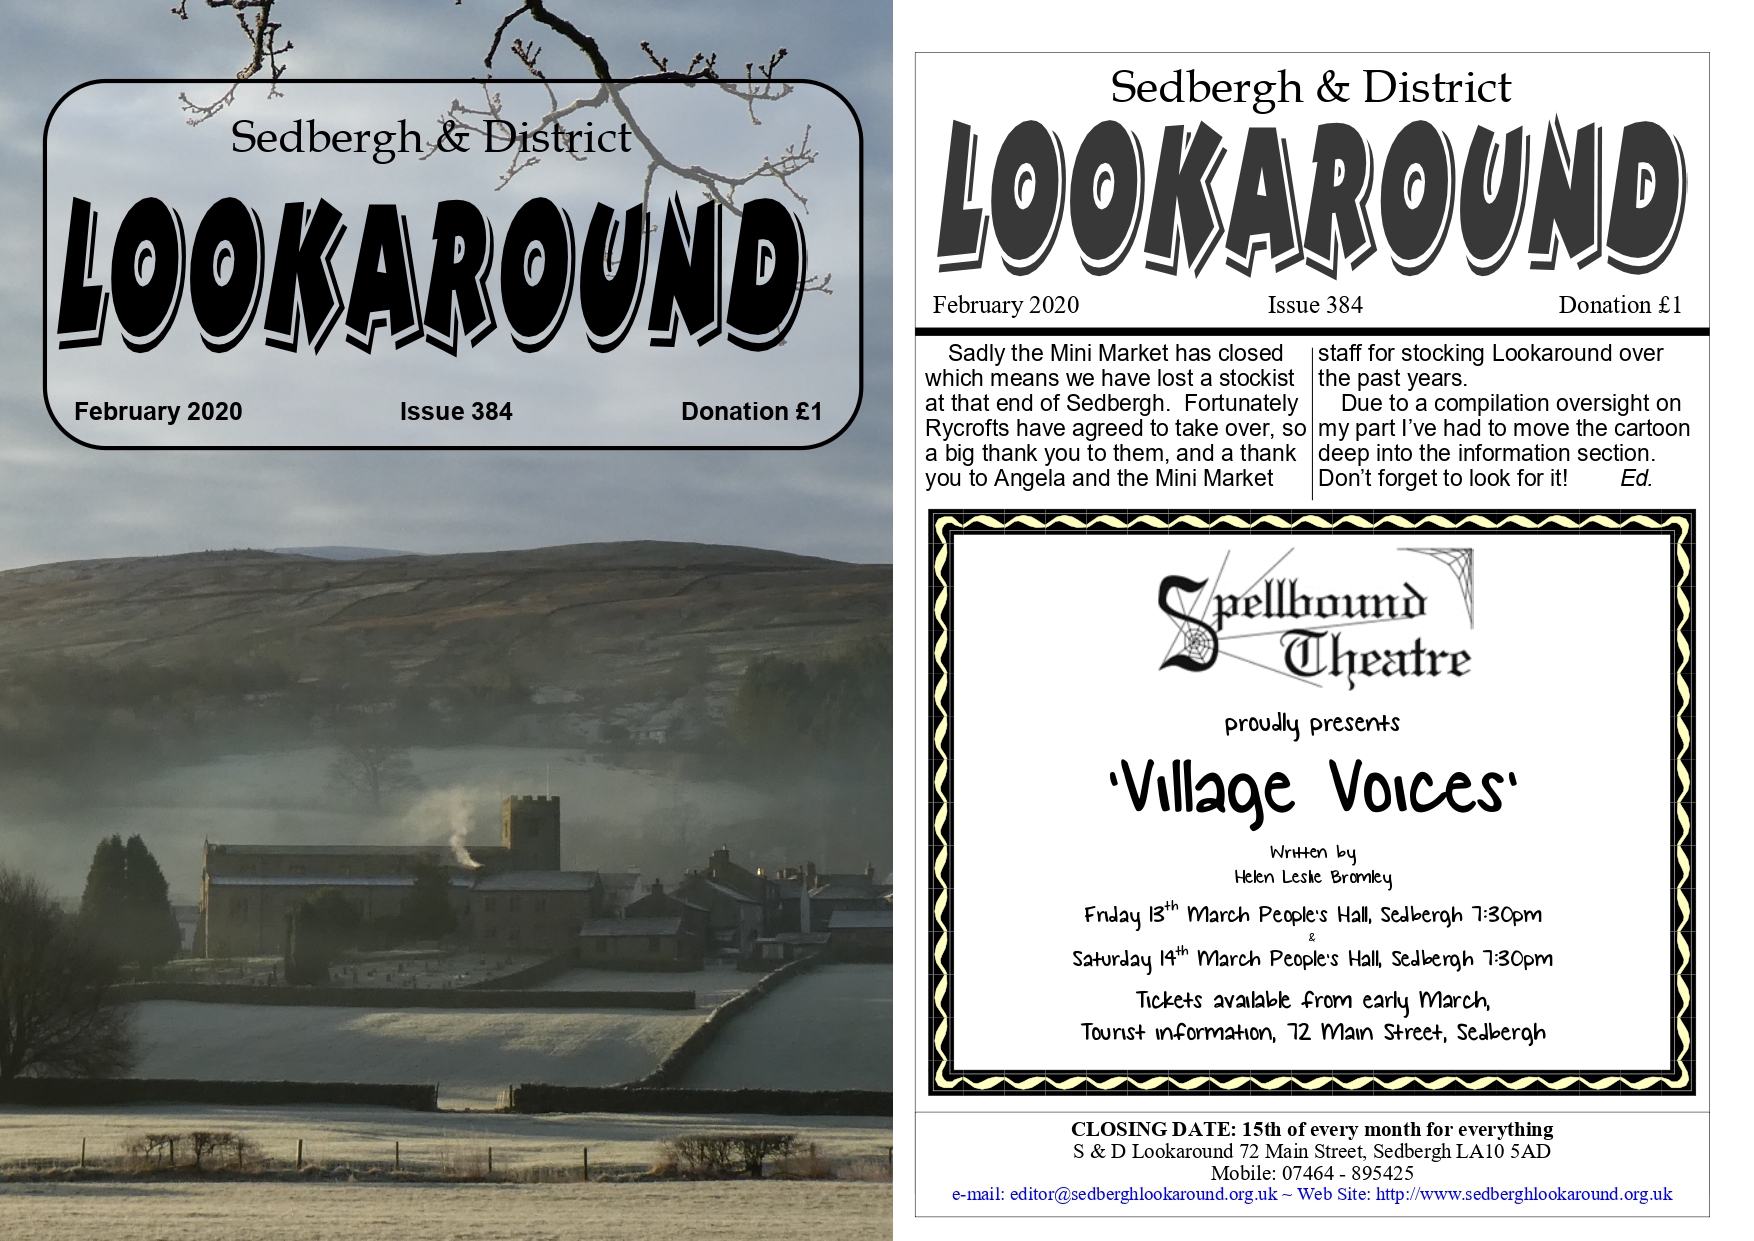 Sedbergh & District
LOOKAROUND
February 2020 Issue 384 Donation £1
Sedbergh & District
LOOKAROUND
February 2020 Issue 384 Donation £1
Sadly the Mini Market has closed
which means we have lost a stockist
at that end of Sedbergh. Fortunately
Rycrofts have agreed to take over, so
a big thank you to them, and a thank
you to Angela and the Mini Market
staff for stocking Lookaround over
the past years.
Due to a compilation oversight on
my part I've had to move the cartoon
deep into the information section.
Don't forget to look for it! Ed.
Spellbound
Theatre
proudly presents
'Village Voices'
Written by
Helen Leslie Bromley
Friday 13th March People's Hall, Sedbergh 7:30pm
&
Saturday 14th March People's Hall, Sedbergh 7:30pm
Tickets available from early March,
Tourist information, 72 Main Street, Sedbergh
CLOSING DATE: 15th of every month for everything
S & D Lookaround 72 Main Street, Sedbergh LA10 5AD
Mobile: 07464 - 895425
e-mail: editor@sedberghlookaround.org.uk ~ Web Site: http://www.sedberghlookaround.org.uk